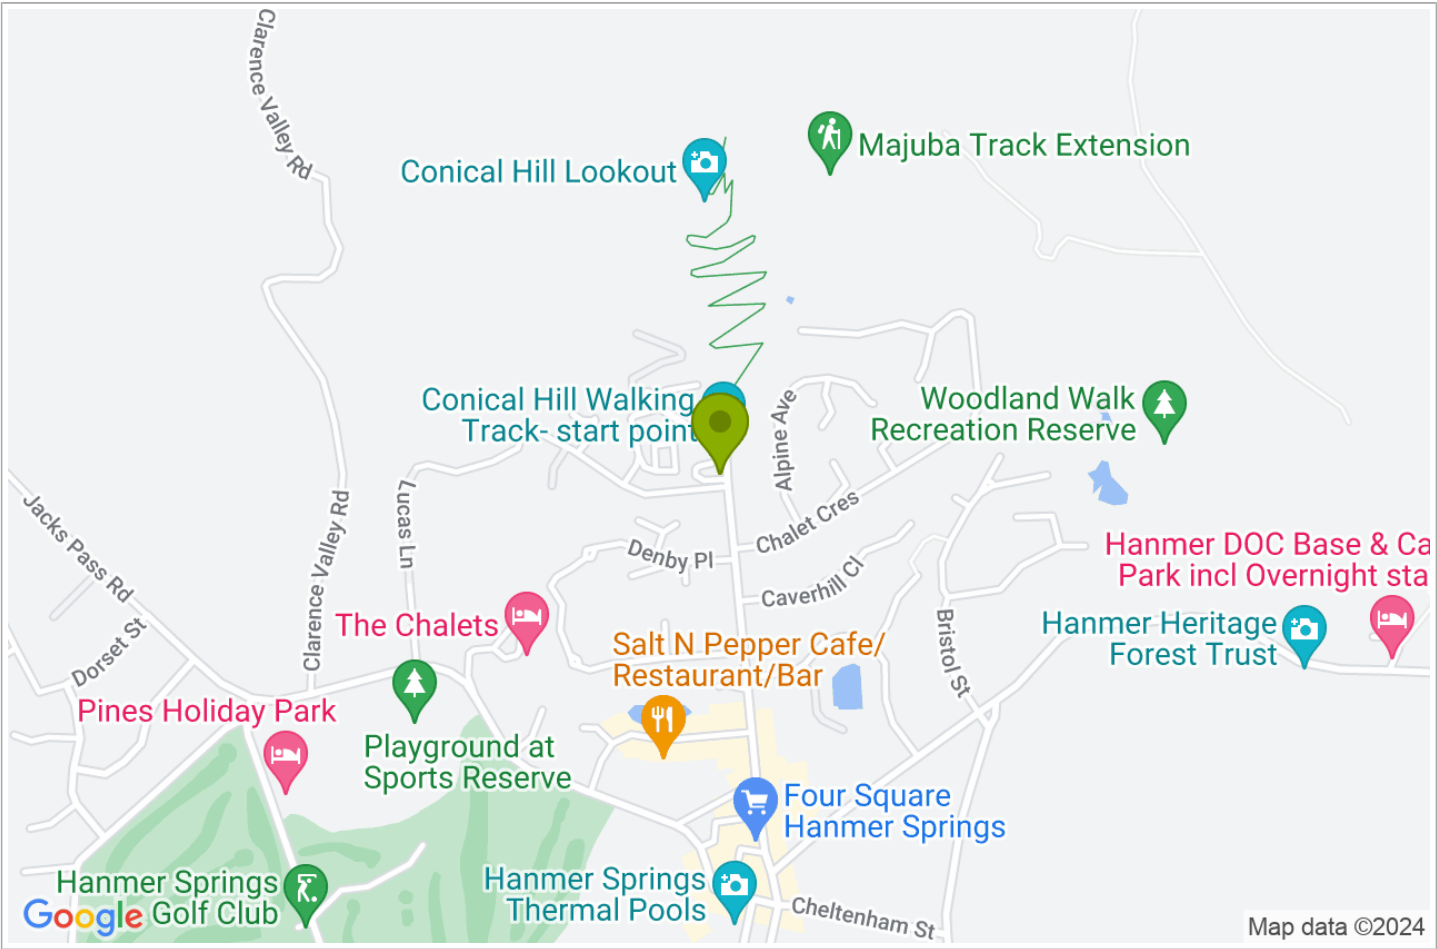 Clarence Valley Rd
Majuba Track Extension
Conical Hill Lookout
Conical Hill Walking
Track- start point
Alpine Ave
Woodland Walk
Recreation Reserve
Jacks Pass Rd
Clarence Valley Rd
Lucas Ln
Chalet Cres
Denby Pl
Caverhill Cl
Hanmer DOC Base & Ca
Park incl Overnight sta
Dorset St
The Chalets
Bristol St
Hanmer Heritage
Forest Trust
Salt N Pepper Cafe/
Restaurant/Bar
Pines Holiday Park
Playground at
Sports Reserve
Four Square
Hanmer Springs
Hanmer Springs
Golf Club
Hanmer Springs
Thermal Pools
Cheltenham St
Google
Map data ©2024